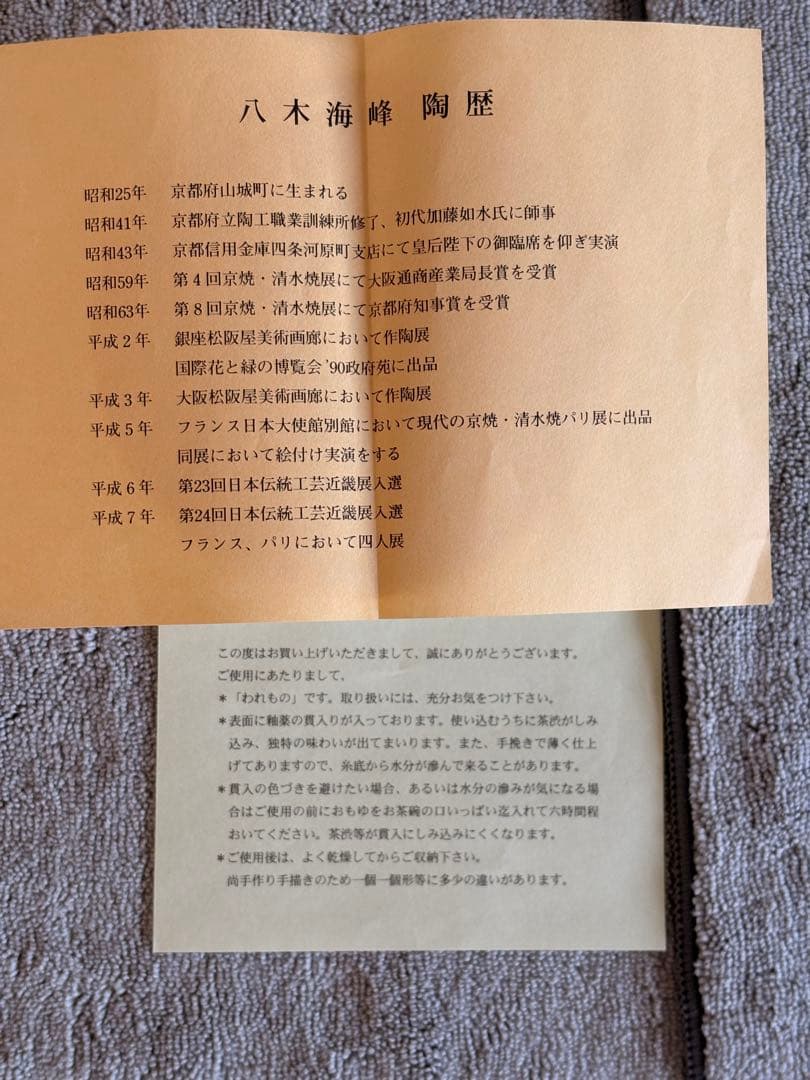 八木海峰 陶歴
昭和25年 京都府山城町に生まれる
昭和41年 京都府立陶工職業訓練所修了、初代加藤如水氏に師事
昭和43年 京都信用金庫四条河原町支店にて皇后陛下の御臨席を仰ぎ実演
昭和59年 第4回京焼・清水焼展にて大阪通商産業局長賞を受賞
昭和63年 第8回京焼・清水焼展にて京都府知事賞を受賞
平成2年 銀座松阪屋美術画廊において作陶展
国際花と緑の博覧会'90政府苑に出品
平成3年 大阪松阪屋美術画廊において作陶展
平成5年 フランス日本大使館別館において現代の京焼・清水焼パリ展に出品
同展において絵付け実演をする
平成6年 第23回日本伝統工芸近畿展入選
平成7年 第24回日本伝統工芸近畿展入選
フランス、パリにおいて四人展
この度はお買い上げいただきまして、誠にありがとうございます。
ご使用にあたりまして、
*「われもの」です。取り扱いには、充分お気をつけ下さい。
*表面に釉薬の貫入りが入っております。使い込むうちに茶渋がしみ
込み、独特の味わいが出てまいります。また、手挽きで薄く仕上
げてありますので、糸底から水分が滲んで来ることがあります。
*貫入の色づきを避けたい場合、あるいは水分の滲みが気になる場
合はご使用の前におもゆをお茶碗の口いっぱい迄入れて六時間程
おいてください。茶渋等が貫入にしみ込みにくくなります。
*ご使用後は、よく乾燥してからご収納下さい。
尚手作り手描きのため一個一個形等に多少の違いがあります。